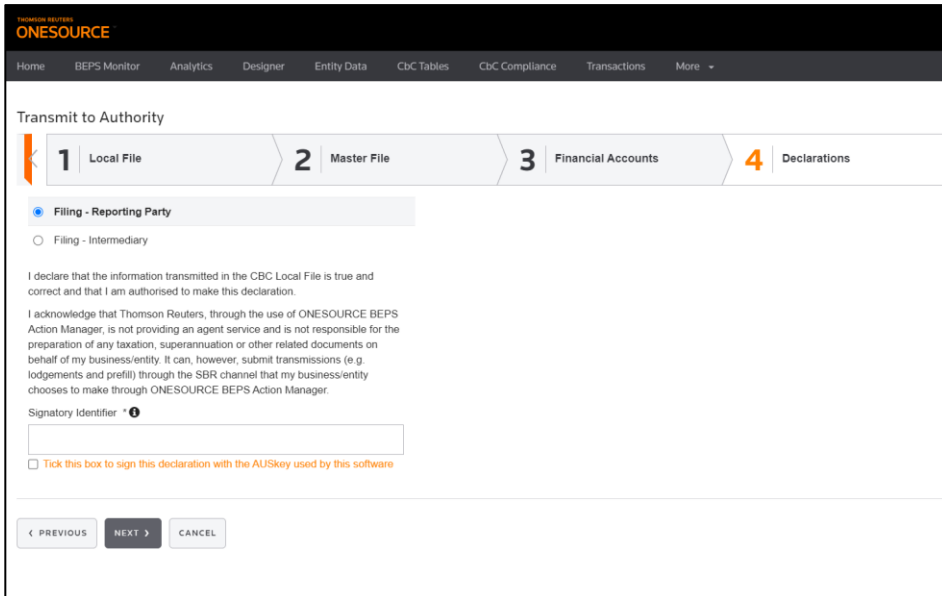 THOMSON REUTERS
ONESOURCE™
Home BEPS Monitor Analytics Designer Entity Data CbC Tables CbC Compliance Transactions More
Transmit to Authority
1 Local File 2 Master File 3 Financial Accounts 4 Declarations
Filing - Reporting Party
Filing - Intermediary
I declare that the information transmitted in the CBC Local File is true and
correct and that I am authorised to make this declaration.
I acknowledge that Thomson Reuters, through the use of ONESOURCE BEPS
Action Manager, is not providing an agent service and is not responsible for the
preparation of any taxation, superannuation or other related documents on
behalf of my business/entity. It can, however, submit transmissions (e.g.
lodgements and prefill) through the SBR channel that my business/entity
chooses to make through ONESOURCE BEPS Action Manager.
Signatory Identifier *
Tick this box to sign this declaration with the AUSkey used by this software
< PREVIOUS NEXT > CANCEL